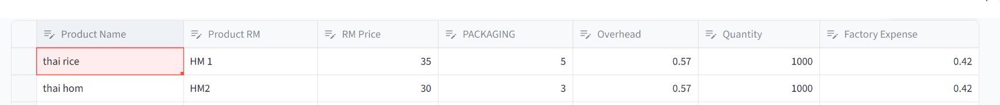 Product Name Product RM RM Price PACKAGING Overhead Quantity Factory Expense
thai rice HM 1 35 5 0.57 1000 0.42
thai hom HM2 30 3 0.57 1000 0.42